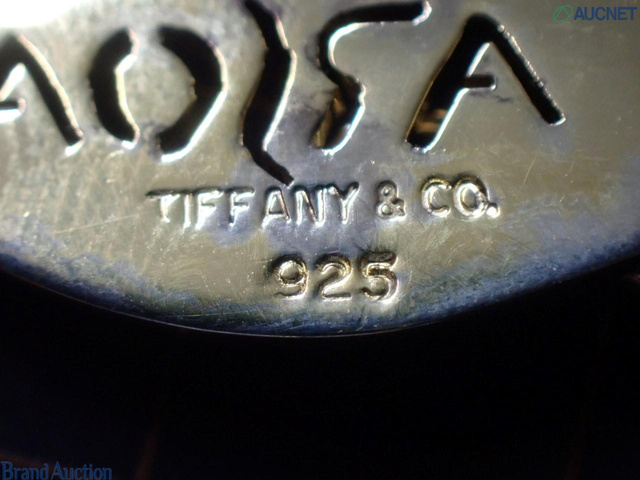 AUCNET
TIFFANY & CO.
925
Brand Auction